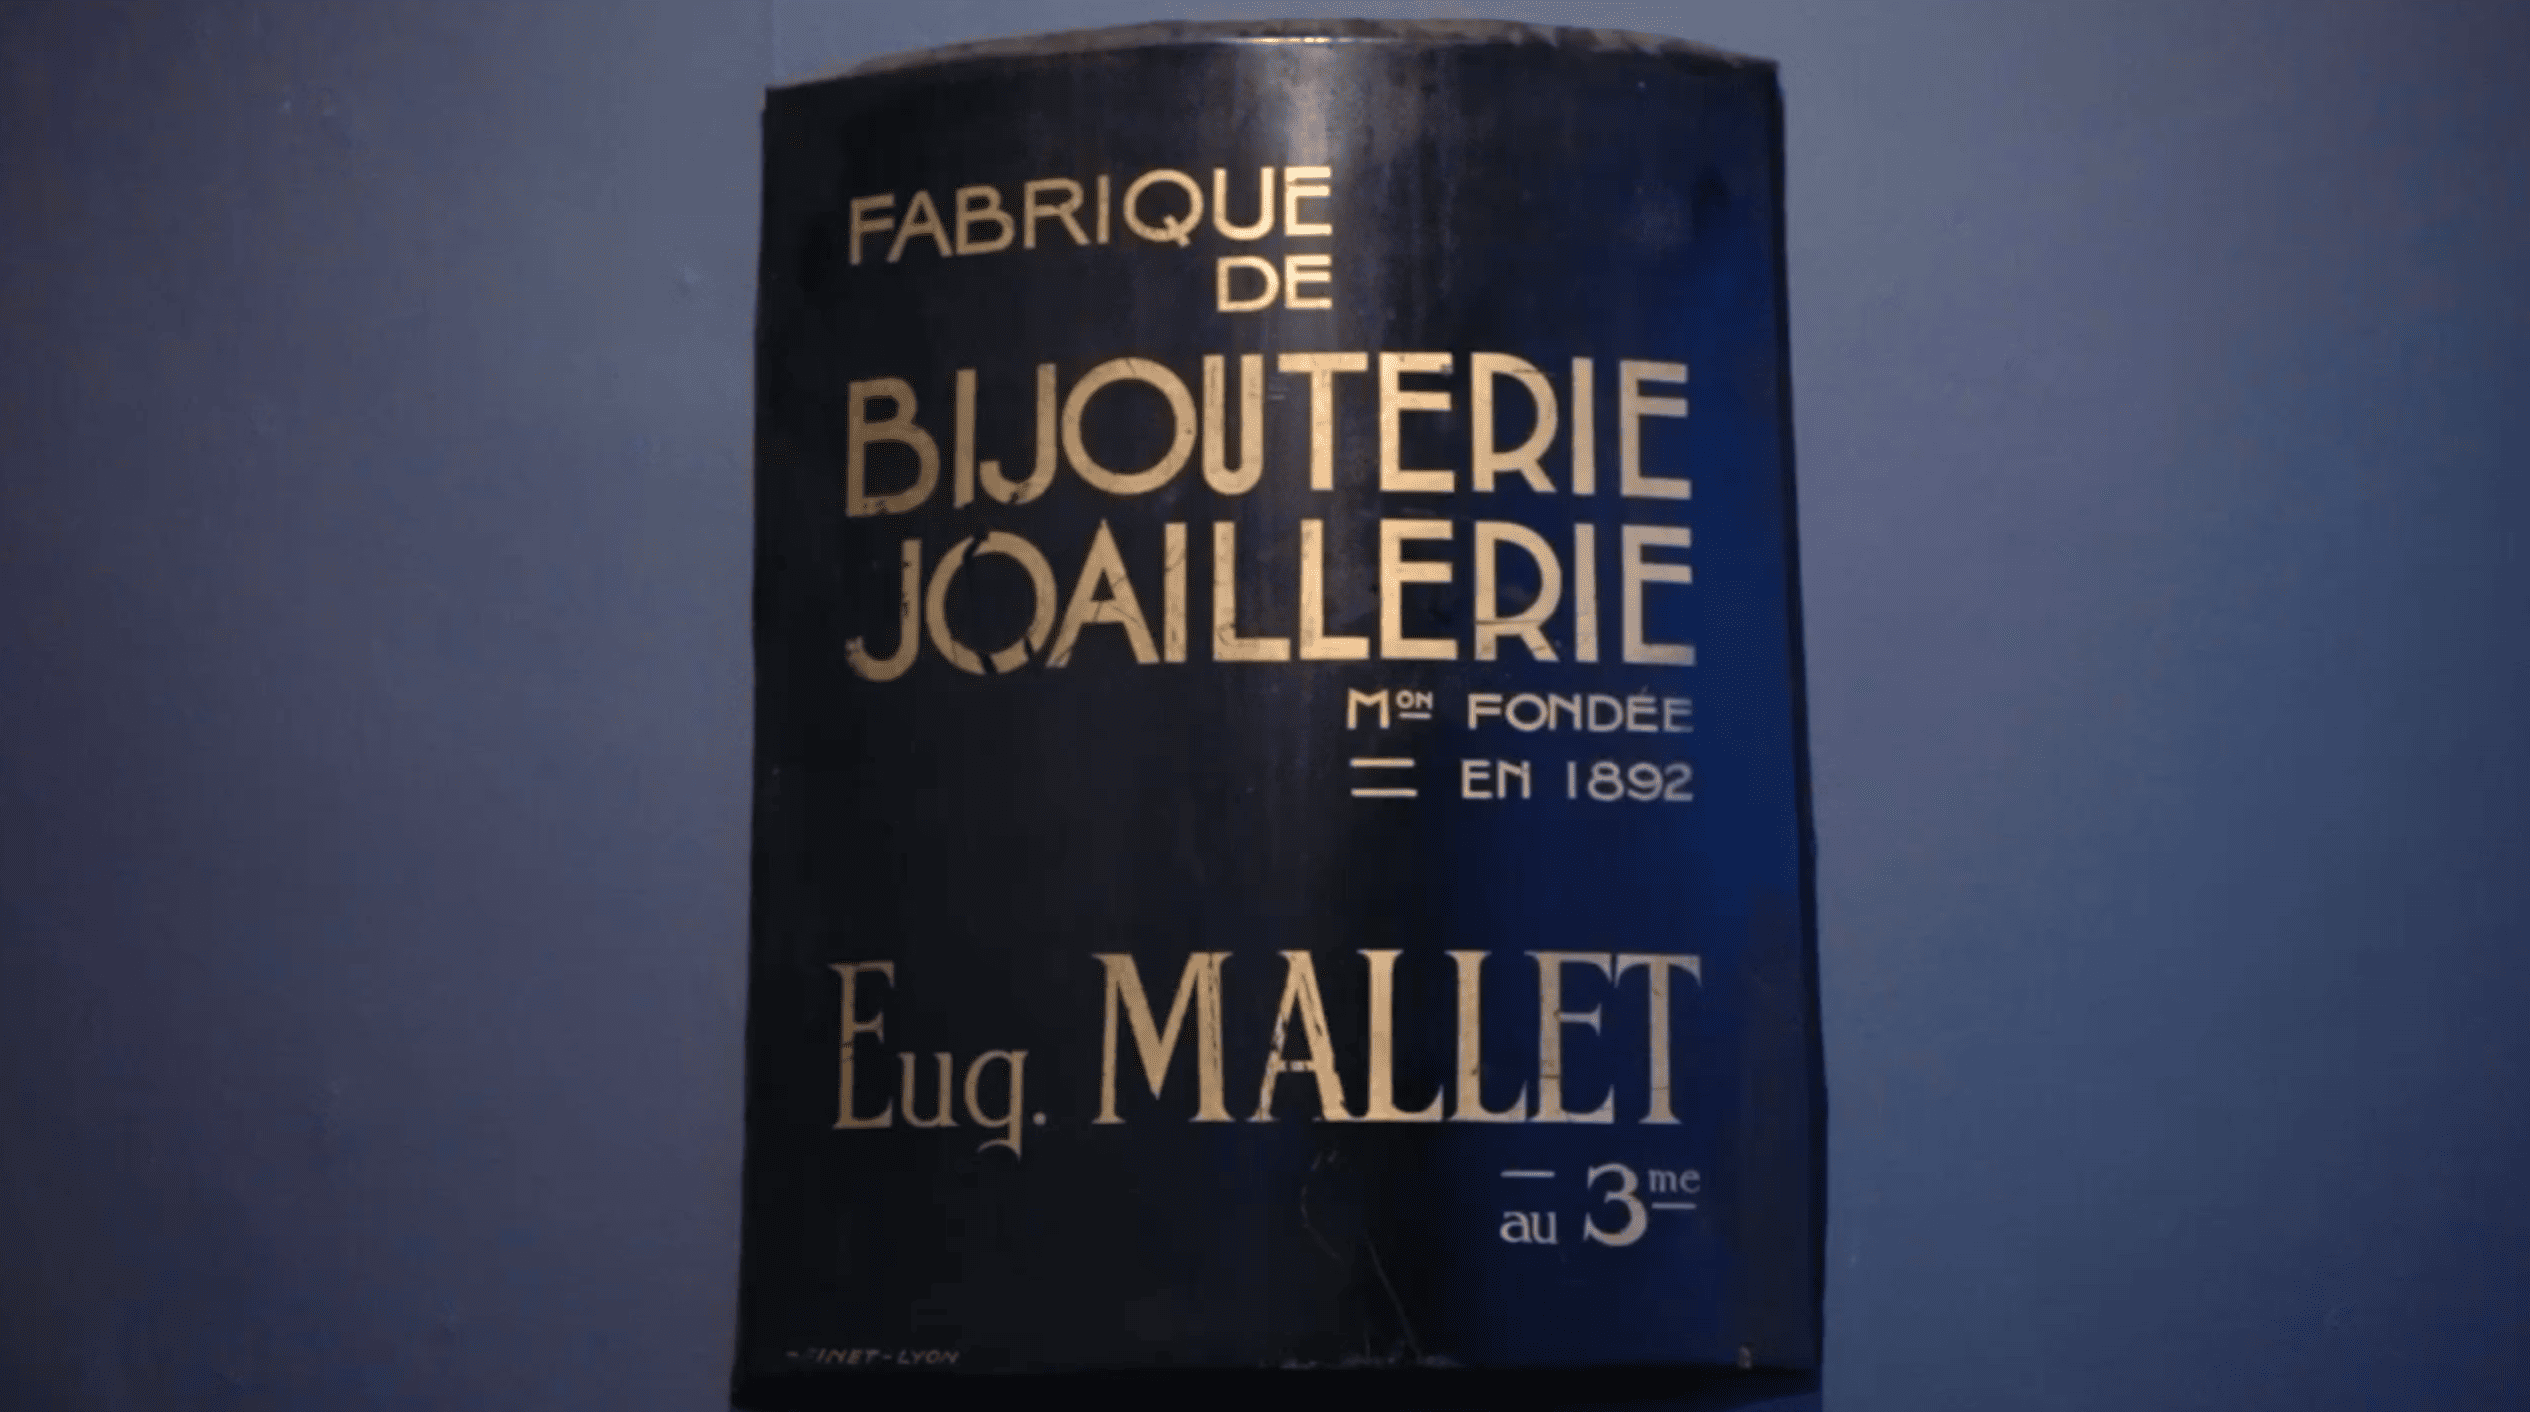 FABRIQUE
DE
BIJOUTERIE
JOAILLERIE
Mon FONDÉE
EN 1892
Eug. MALLET
au 3me
LYON